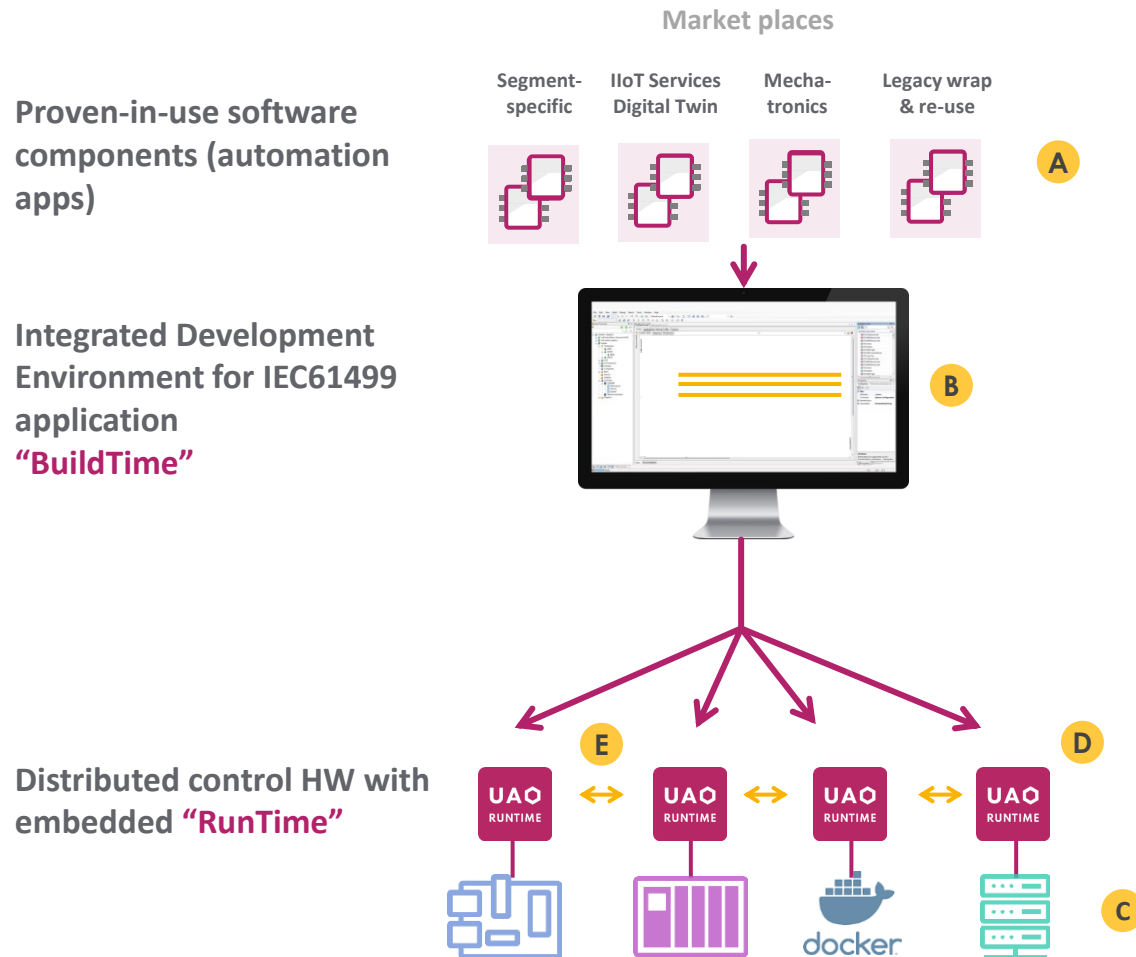 Market places
Segment-
specific
IIoT Services
Digital Twin
Mecha-
tronics
Legacy wrap
& re-use
Proven-in-use software
components (automation
apps)
A
Integrated Development
Environment for IEC61499
application
“BuildTime”
B
E
D
Distributed control HW with
embedded “RunTime”
UAO
RUNTIME
UAO
RUNTIME
UAO
RUNTIME
UAO
RUNTIME
docker
C